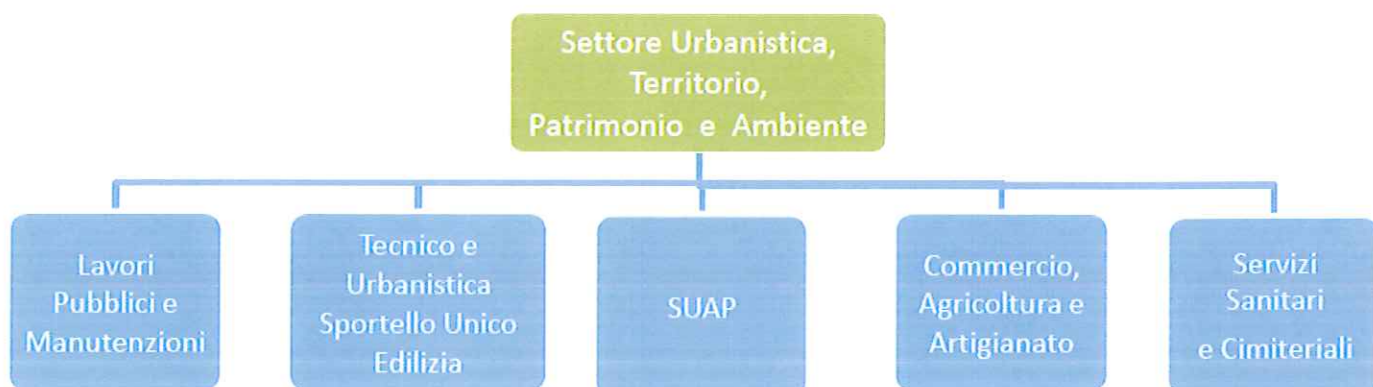 Settore Urbanistica,
Territorio,
Patrimonio e Ambiente
Lavori
Pubblici e
Manutenzioni
Tecnico e
Urbanistica
Sportello Unico
Edilizia
SUAP
Commercio,
Agricoltura e
Artigianato
Servizi
Sanitari
e Cimiteriali